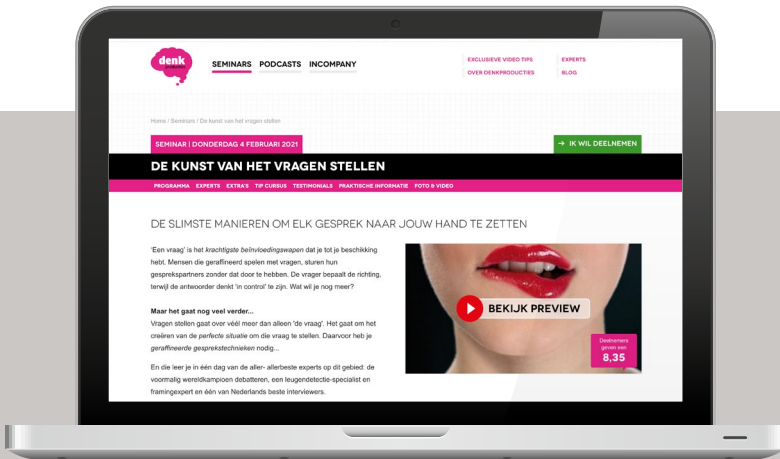 denk
SEMINARS PODCASTS INCOMPANY
EXCLUSIEVE VIDEO TIPS
EXPERTS
OVER DENKPRODUCTIES
BLOG
Home / Seminars / De kunst van het vragen stellen
SEMINAR | DONDERDAG 4 FEBRUARI 2021
→ IK WIL DEELNEMEN
DE KUNST VAN HET VRAGEN STELLEN
PROGRAMMA EXPERTS EXTRA'S TIP CURSUS TESTIMONIALS PRAKTISCHE INFORMATIE FOTO & VIDEO
DE SLIMSTE MANIEREN OM ELK GESPREK NAAR JOUW HAND TE ZETTEN
'Een vraag' is het krachtigste beïnvloedingswapen dat je tot je beschikking
hebt. Mensen die geraffineerd spelen met vragen, sturen hun
gesprekspartners zonder dat door te hebben. De vrager bepaalt de richting,
terwijl de antwoorder denkt 'in control' te zijn. Wat wil je nog meer?
Maar het gaat nog veel verder...
Vragen stellen gaat over véél meer dan alleen 'de vraag'. Het gaat om het
creëren van de perfecte situatie om die vraag te stellen. Daarvoor heb je
geraffineerde gesprekstechnieken nodig...
En die leer je in één dag van de aller- allerbeste experts op dit gebied: de
voormalig wereldkampioen debatteren, een leugendetectie-specialist en
framingexpert en één van Nederlands beste interviewers.
BEKIJK PREVIEW
Deelnemers
geven een
8,35